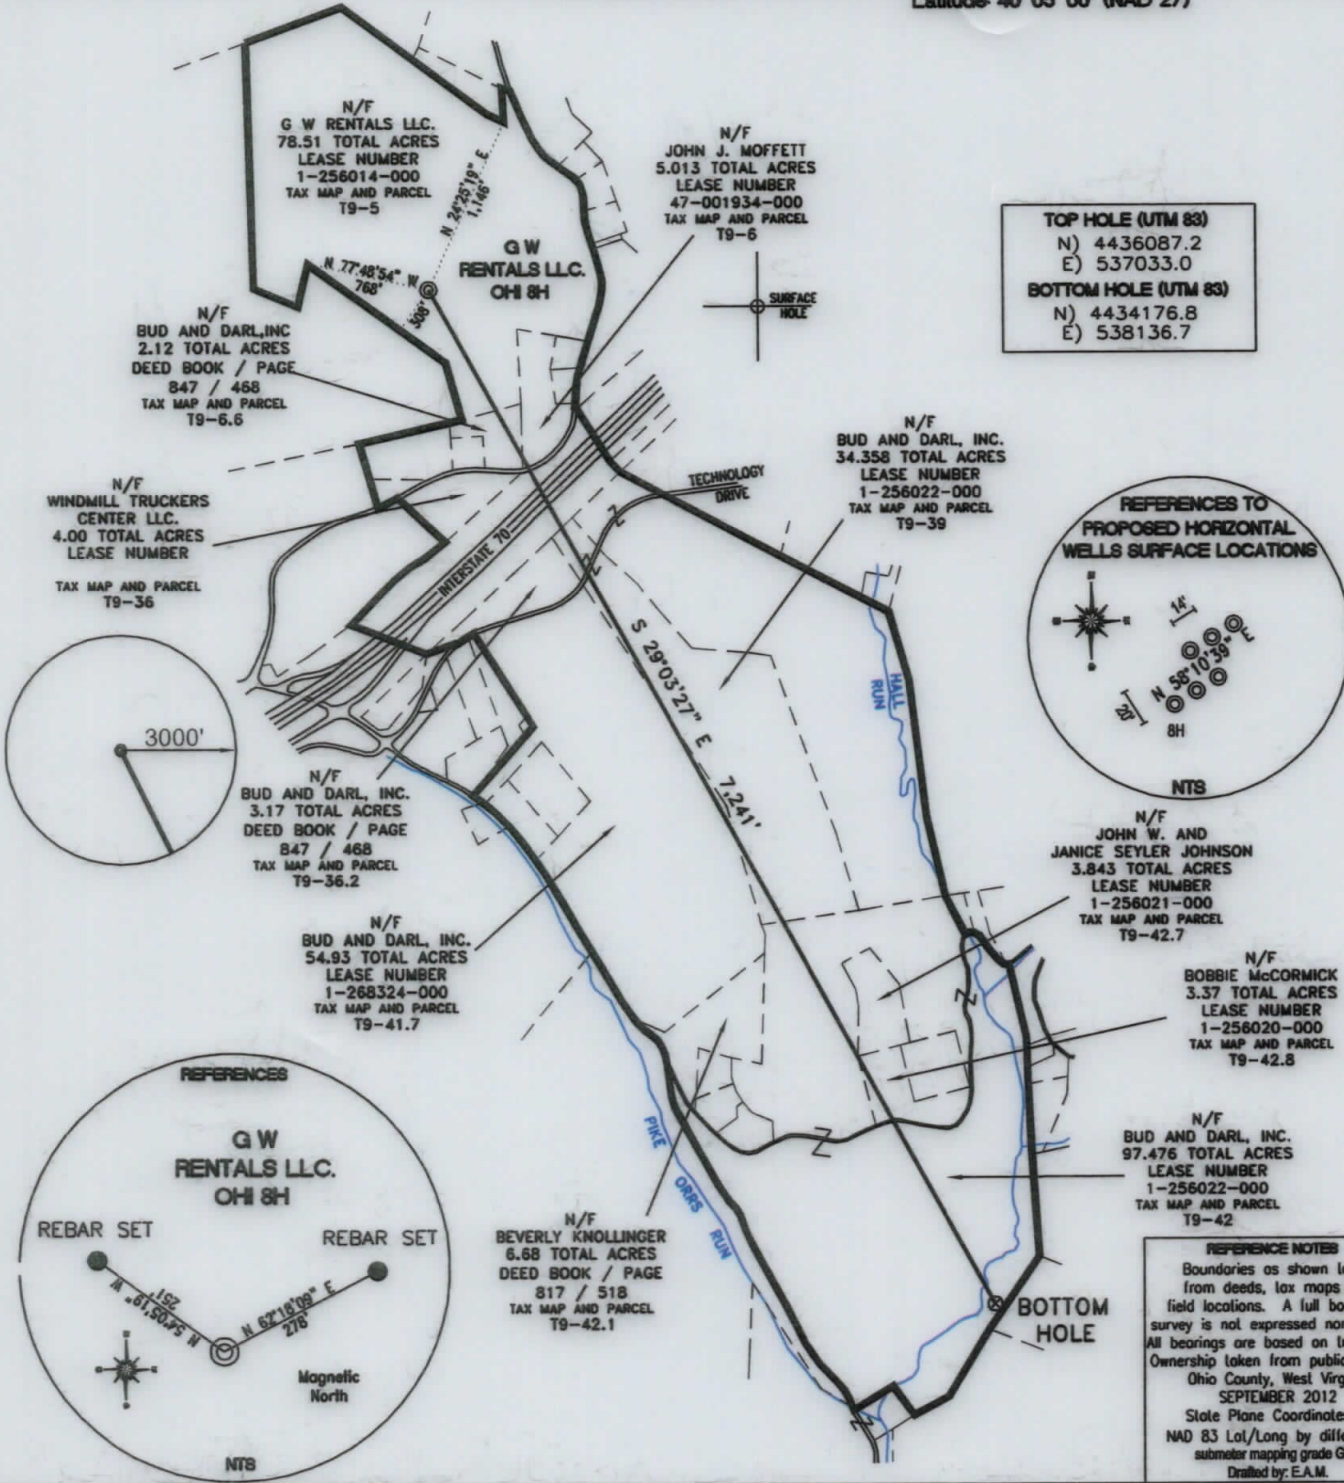 Latitude 40 05 00 (NAD 27)
N/F
G W RENTALS LLC.
78.51 TOTAL ACRES
LEASE NUMBER
1-256014-000
TAX MAP AND PARCEL
T9-5
N 24°25'19" E
1,146'
N 77°48'54" W
768'
308'
G W
RENTALS LLC.
OHI 8H
N/F
JOHN J. MOFFETT
5.013 TOTAL ACRES
LEASE NUMBER
47-001934-000
TAX MAP AND PARCEL
T9-6
SURFACE
HOLE
TOP HOLE (UTM 83)
N) 4436087.2
E) 537033.0
BOTTOM HOLE (UTM 83)
N) 4434176.8
E) 538136.7
N/F
BUD AND DARL,INC
2.12 TOTAL ACRES
DEED BOOK / PAGE
847 / 468
TAX MAP AND PARCEL
T9-6.6
N/F
WINDMILL TRUCKERS
CENTER LLC.
4.00 TOTAL ACRES
LEASE NUMBER
TAX MAP AND PARCEL
T9-36
INTERSTATE 70
TECHNOLOGY
DRIVE
N/F
BUD AND DARL, INC.
34.358 TOTAL ACRES
LEASE NUMBER
1-256022-000
TAX MAP AND PARCEL
T9-39
REFERENCES TO
PROPOSED HORIZONTAL
WELLS SURFACE LOCATIONS
14'
N 58°10'39" E
20'
8H
NTS
3000'
S 29°03'27" E 7,241'
HALL
RUN
N/F
BUD AND DARL, INC.
3.17 TOTAL ACRES
DEED BOOK / PAGE
847 / 468
TAX MAP AND PARCEL
T9-36.2
N/F
JOHN W. AND
JANICE SEYLER JOHNSON
3.843 TOTAL ACRES
LEASE NUMBER
1-256021-000
TAX MAP AND PARCEL
T9-42.7
N/F
BUD AND DARL, INC.
54.93 TOTAL ACRES
LEASE NUMBER
1-268324-000
TAX MAP AND PARCEL
T9-41.7
N/F
BOBBIE McCORMICK
3.37 TOTAL ACRES
LEASE NUMBER
1-256020-000
TAX MAP AND PARCEL
T9-42.8
N/F
BUD AND DARL, INC.
97.476 TOTAL ACRES
LEASE NUMBER
1-256022-000
TAX MAP AND PARCEL
T9-42
PIKE
ORRS
RUN
N/F
BEVERLY KNOLLINGER
6.68 TOTAL ACRES
DEED BOOK / PAGE
817 / 518
TAX MAP AND PARCEL
T9-42.1
BOTTOM
HOLE
REFERENCES
G W
RENTALS LLC.
OHI 8H
REBAR SET
REBAR SET
N 54°05'19" W
251'
N 62°18'09" E
278'
Magnetic
North
NTS
REFERENCE NOTES
Boundaries as shown
from deeds, tax maps
field locations. A full
survey is not expressed
All bearings are based on
Ownership taken from public
Ohio County, West
SEPTEMBER 2012
State Plane
NAD 83 Lat/Long by
submeter mapping grade
Drafted by: E.A.M.